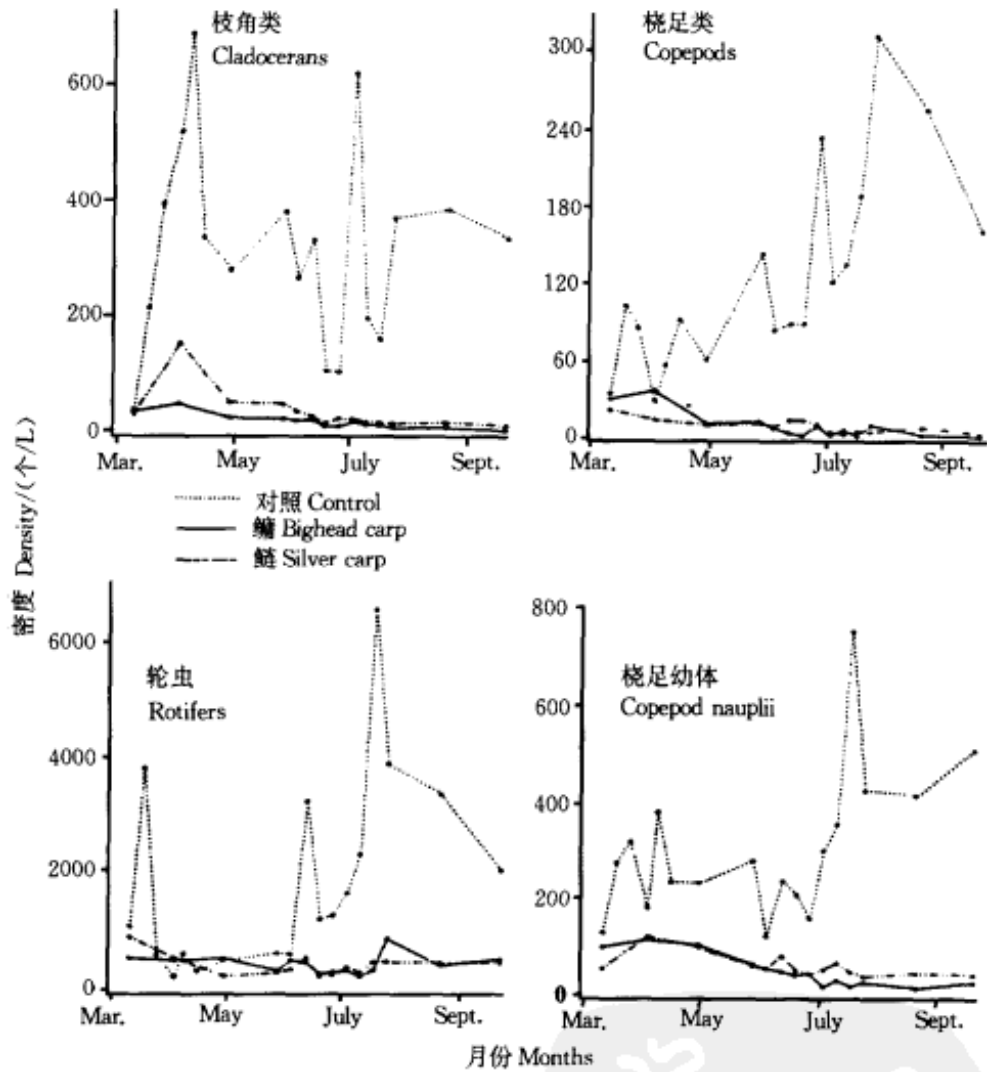 枝角类
Cladocerans
600
400
200
0
Mar.
May
July
Sept.
桡足类
Copepods
300
240
180
120
60
0
Mar.
May
July
Sept.
对照 Control
鳙 Bighead carp
鲢 Silver carp
密度 Density/(个/L)
轮虫
Rotifers
6000
4000
2000
0
Mar.
May
July
Sept.
桡足幼体
Copepod nauplii
800
600
400
200
0
Mar.
May
July
Sept.
月份 Months